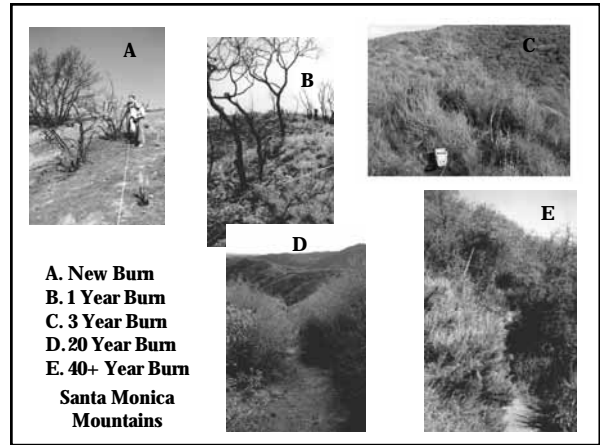 A
B
C
D
E
A. New Burn
B. 1 Year Burn
C. 3 Year Burn
D. 20 Year Burn
E. 40+ Year Burn
Santa Monica
Mountains